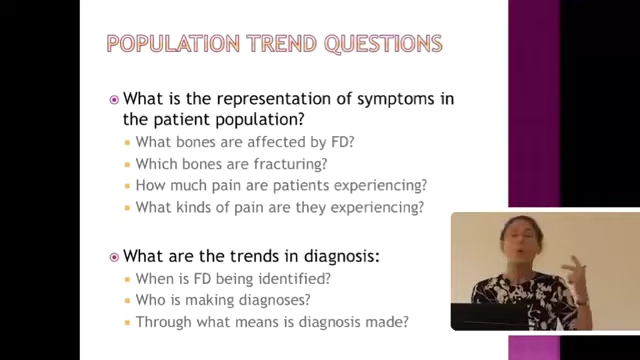 POPULATION TREND QUESTIONS
What is the representation of symptoms in
the patient population?
What bones are affected by FD?
Which bones are fracturing?
How much pain are patients experiencing?
What kinds of pain are they experiencing?
What are the trends in diagnosis:
When is FD being identified?
Who is making diagnoses?
Through what means is diagnosis made?